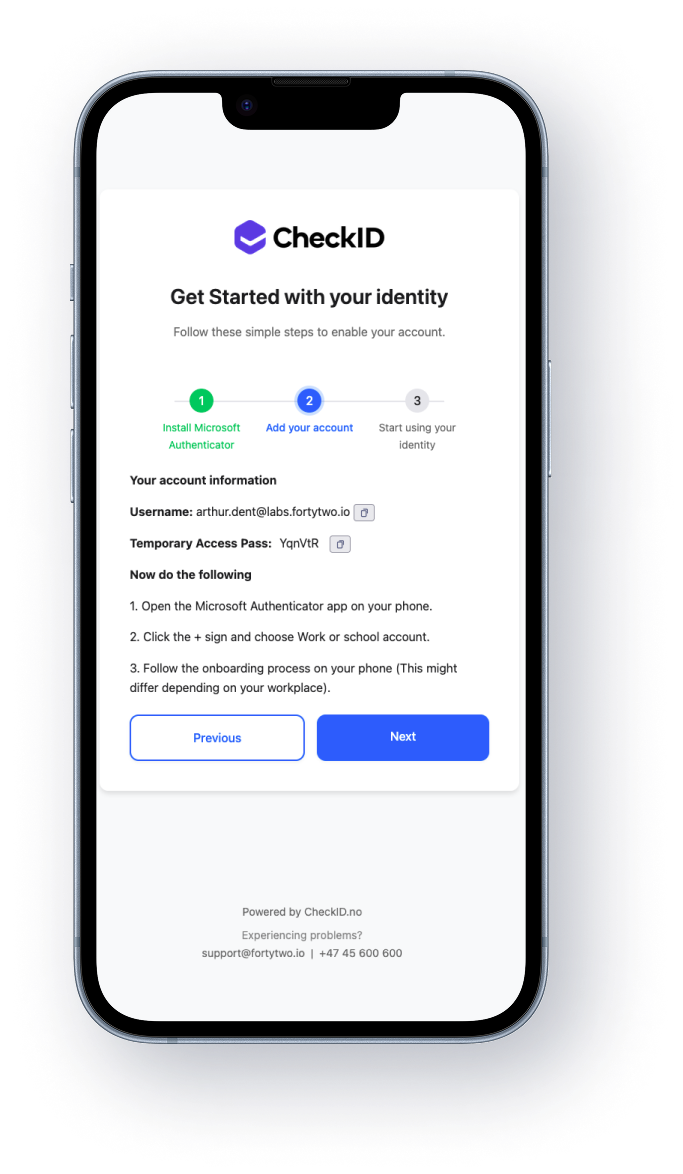 CheckID
Get Started with your identity
Follow these simple steps to enable your account.
1
2
3
Install Microsoft
Authenticator
Add your account
Start using your
identity
Your account information
Username: arthur.dent@labs.fortytwo.io
Temporary Access Pass: YqnVtR
Now do the following
1. Open the Microsoft Authenticator app on your phone.
2. Click the + sign and choose Work or school account.
3. Follow the onboarding process on your phone (This might
differ depending on your workplace).
Previous
Next
Powered by CheckID.no
Experiencing problems?
support@fortytwo.io | +47 45 600 600